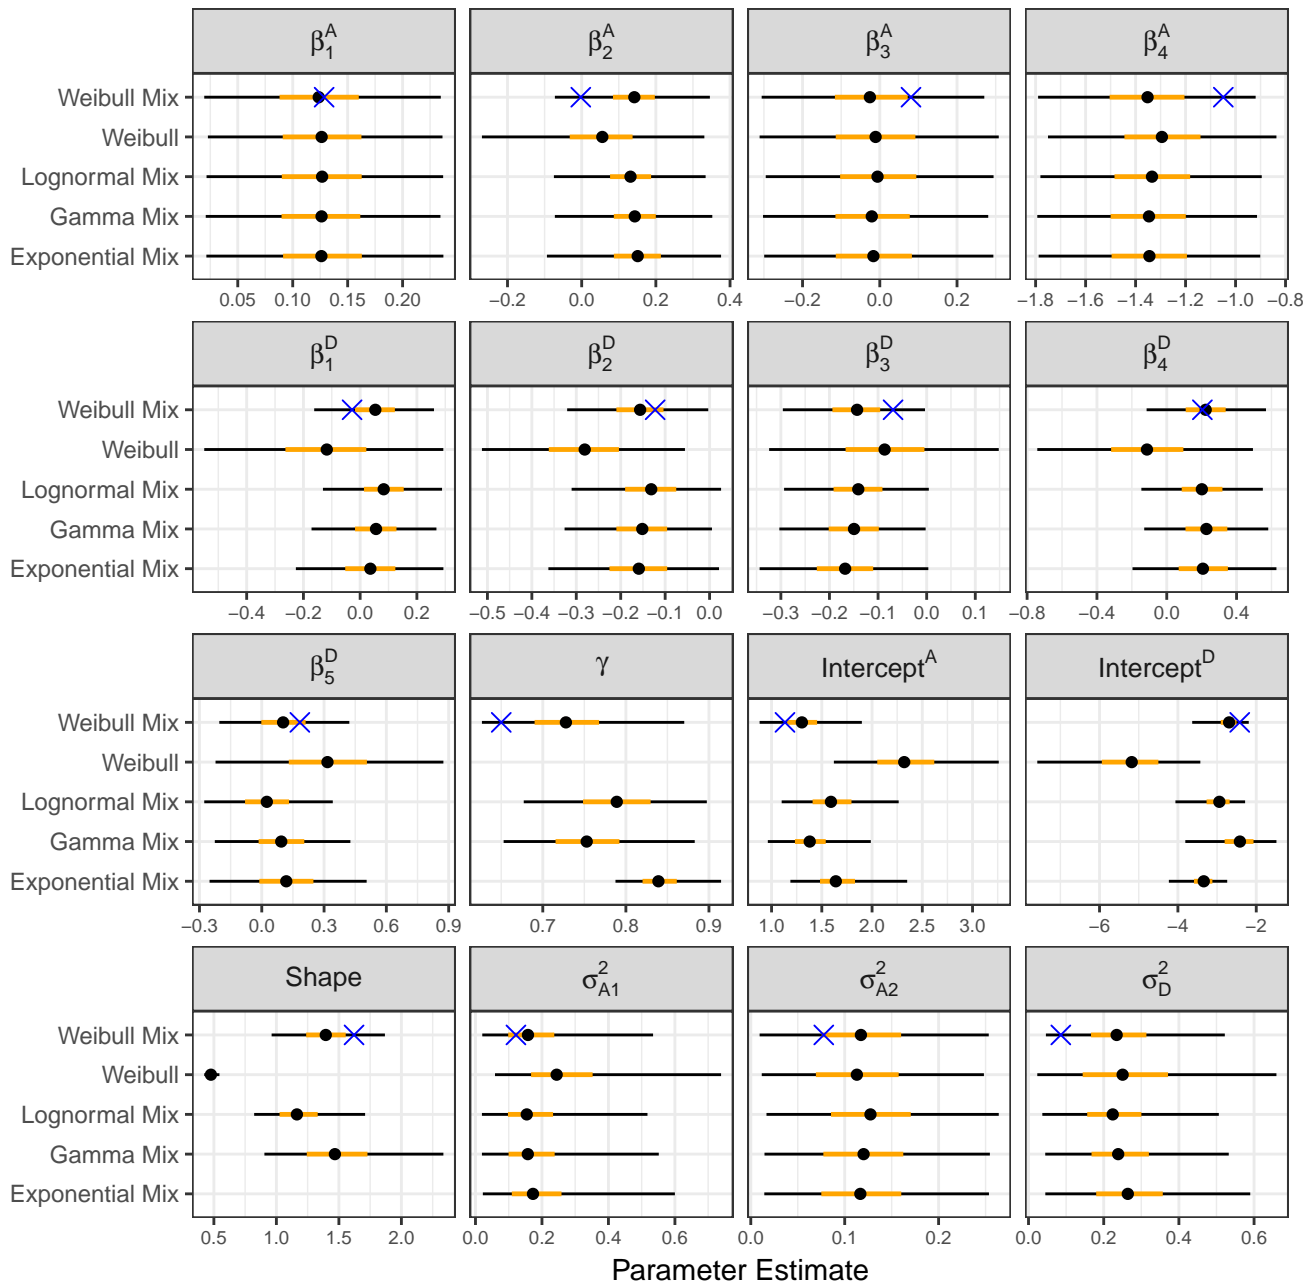 β₁ᴬ β₂ᴬ β₃ᴬ β₄ᴬ
Weibull Mix
Weibull
Lognormal Mix
Gamma Mix
Exponential Mix
0.05 0.10 0.15 0.20 −0.2 0.0 0.2 0.4 −0.2 0.0 0.2 −1.8 −1.6 −1.4 −1.2 −1.0 −0.8
β₁ᴰ β₂ᴰ β₃ᴰ β₄ᴰ
Weibull Mix
Weibull
Lognormal Mix
Gamma Mix
Exponential Mix
−0.4 −0.2 0.0 0.2 −0.5 −0.4 −0.3 −0.2 −0.1 0.0 −0.3 −0.2 −0.1 0.0 0.1 −0.8 −0.4 0.0 0.4
β₅ᴰ γ Interceptᴬ Interceptᴰ
Weibull Mix
Weibull
Lognormal Mix
Gamma Mix
Exponential Mix
−0.3 0.0 0.3 0.6 0.9 0.7 0.8 0.9 1.0 1.5 2.0 2.5 3.0 −6 −4 −2
Shape σ²A1 σ²A2 σ²D
Weibull Mix
Weibull
Lognormal Mix
Gamma Mix
Exponential Mix
0.5 1.0 1.5 2.0 0.0 0.2 0.4 0.6 0.0 0.1 0.2 0.0 0.2 0.4 0.6
Parameter Estimate